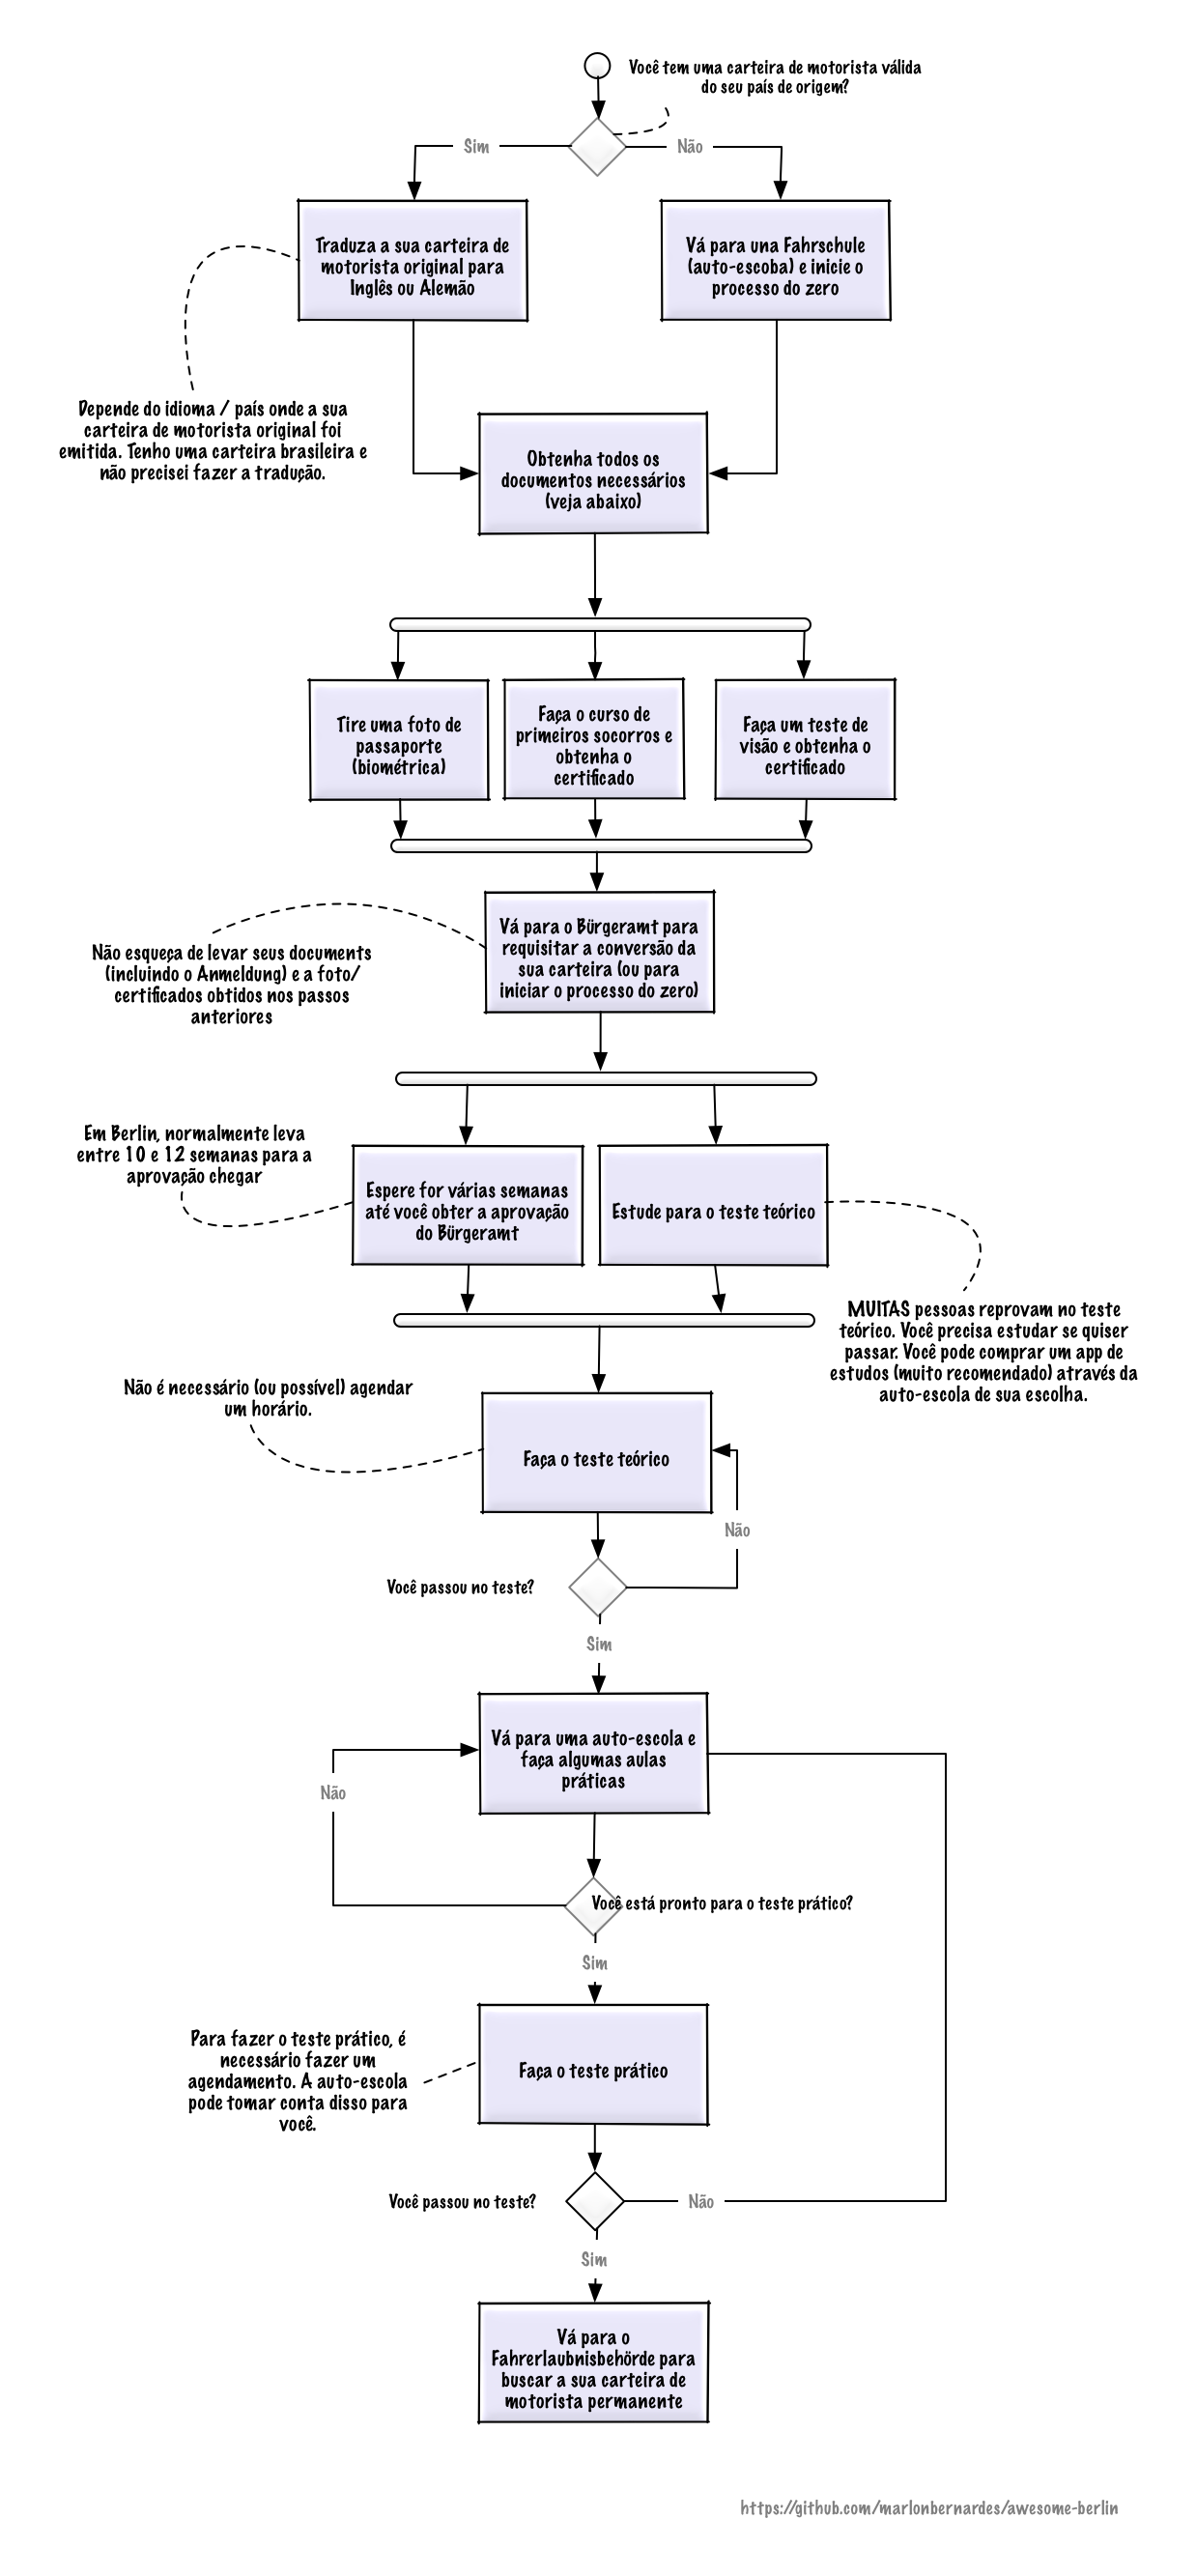 Você tem uma carteira de motorista válida
do seu país de origem?
Sim
Não
Traduza a sua carteira de
motorista original para
Inglês ou Alemão
Vá para una Fahrschule
(auto-escoba) e inicie o
processo do zero
Depende do idioma / país onde a sua
carteira de motorista original foi
emitida. Tenho uma carteira brasileira e
não precisei fazer a tradução.
Obtenha todos os
documentos necessários
(veja abaixo)
Tire uma foto de
passaporte
(biométrica)
Faça o curso de
primeiros socorros e
obtenha o
certificado
Faça um teste de
visão e obtenha o
certificado
Vá para o Bürgeramt para
requisitar a conversão da
sua carteira (ou para
iniciar o processo do zero)
Não esqueça de levar seus documents
(incluindo o Anmeldung) e a foto/
certificados obtidos nos passos
anteriores
Em Berlin, normalmente leva
entre 10 e 12 semanas para a
aprovação chegar
Espere for várias semanas
até você obter a aprovação
do Bürgeramt
Estude para o teste teórico
MUITAS pessoas reprovam no teste
teórico. Você precisa estudar se quiser
passar. Você pode comprar um app de
estudos (muito recomendado) através da
auto-escola de sua escolha.
Não é necessário (ou possível) agendar
um horário.
Faça o teste teórico
Não
Você passou no teste?
Sim
Vá para uma auto-escola e
faça algumas aulas
práticas
Não
Você está pronto para o teste prático?
Sim
Para fazer o teste prático, é
necessário fazer um
agendamento. A auto-escola
pode tomar conta disso para
você.
Faça o teste prático
Você passou no teste?
Não
Sim
Vá para o
Fahrerlaubnisbehörde para
buscar a sua carteira de
motorista permanente
https://github.com/marlonbernardes/awesome-berlin